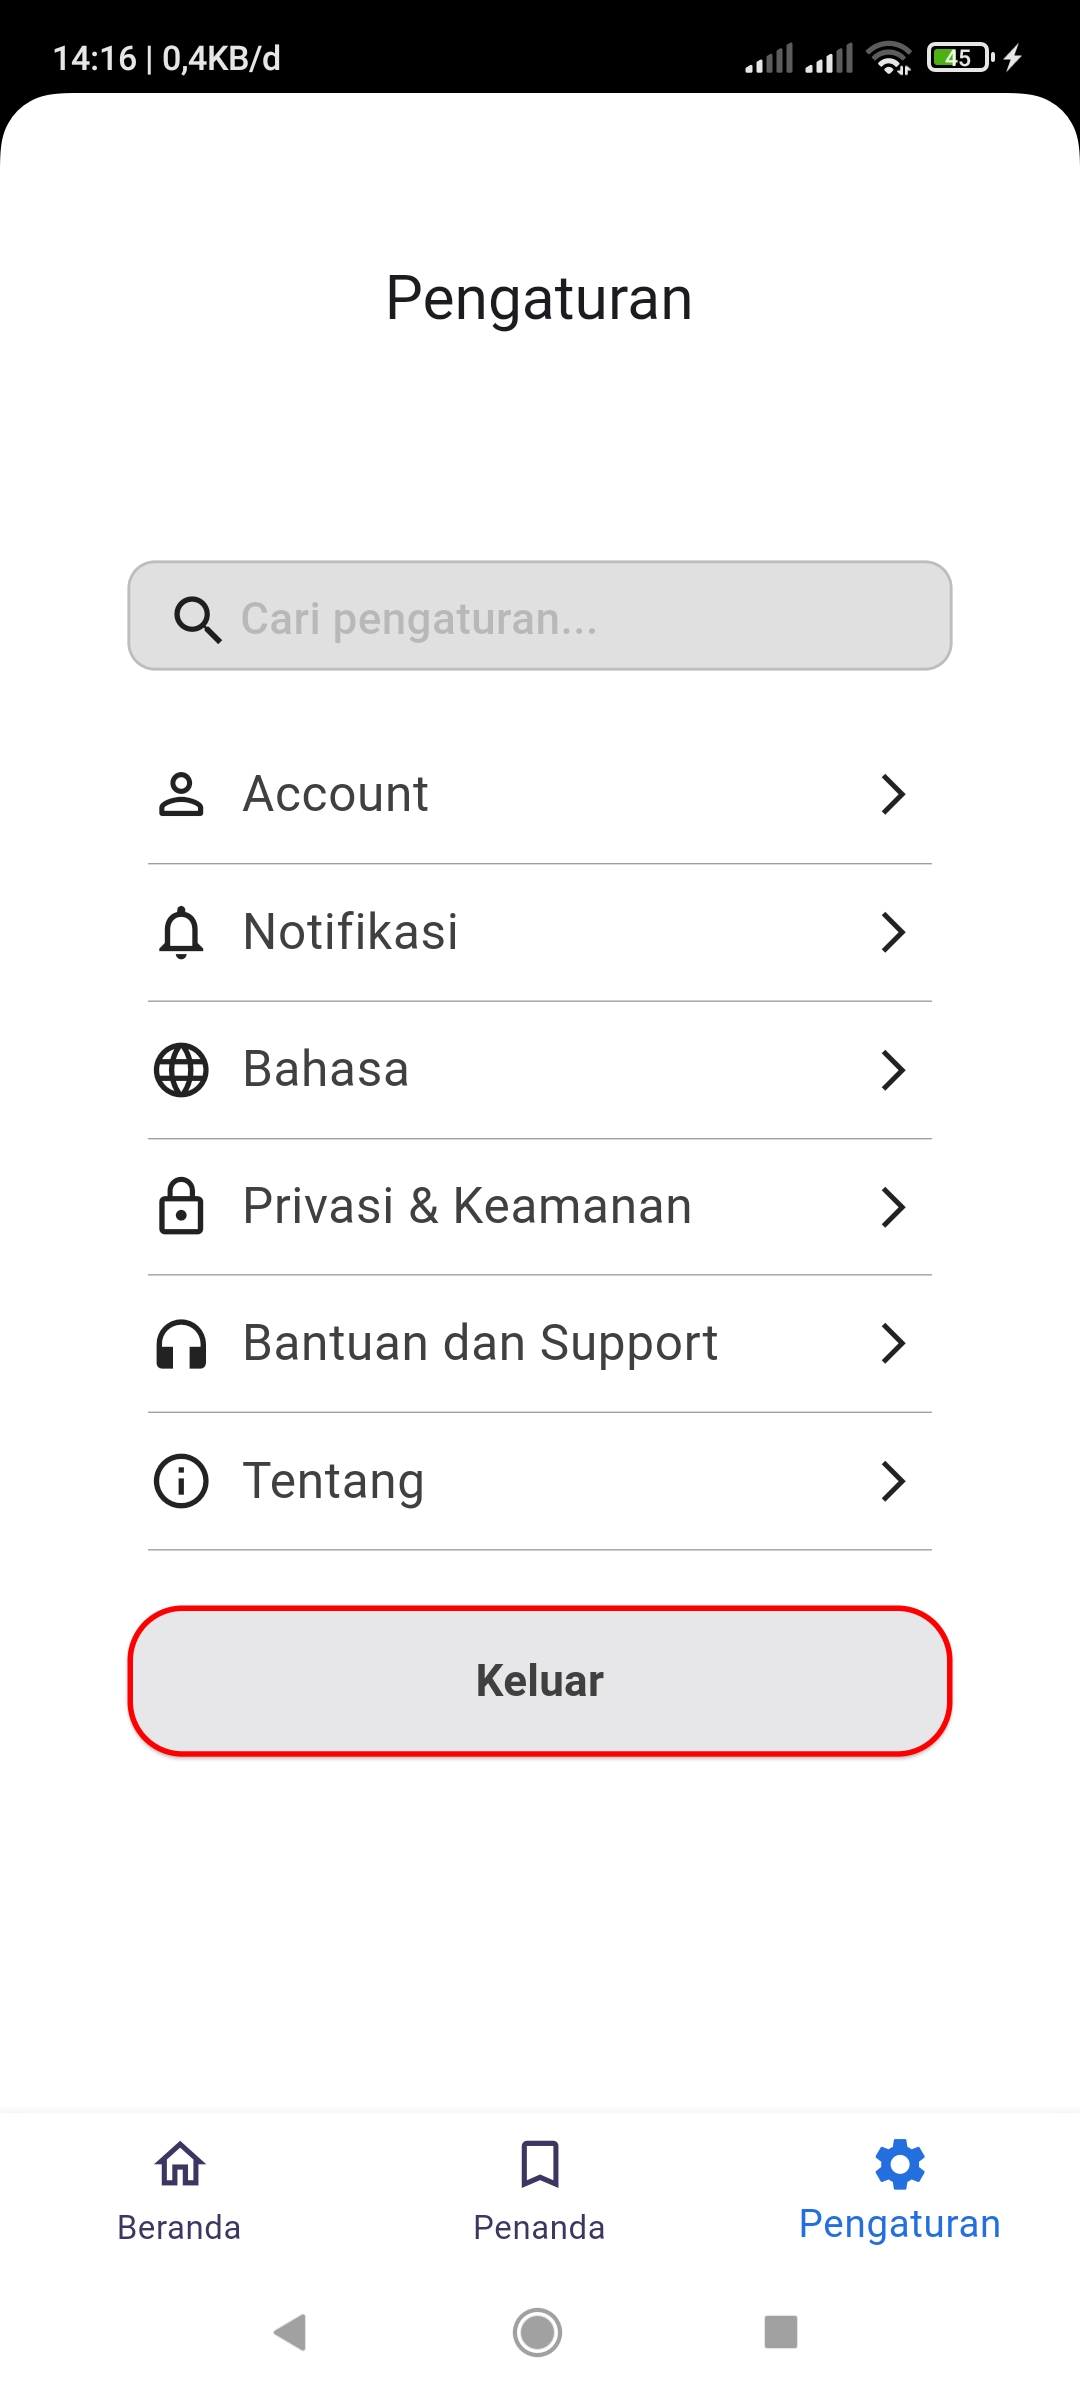 14:16 | 0,4KB/d
45
Pengaturan
Cari pengaturan...
Account
Notifikasi
Bahasa
Privasi & Keamanan
Bantuan dan Support
Tentang
Keluar
Beranda
Penanda
Pengaturan